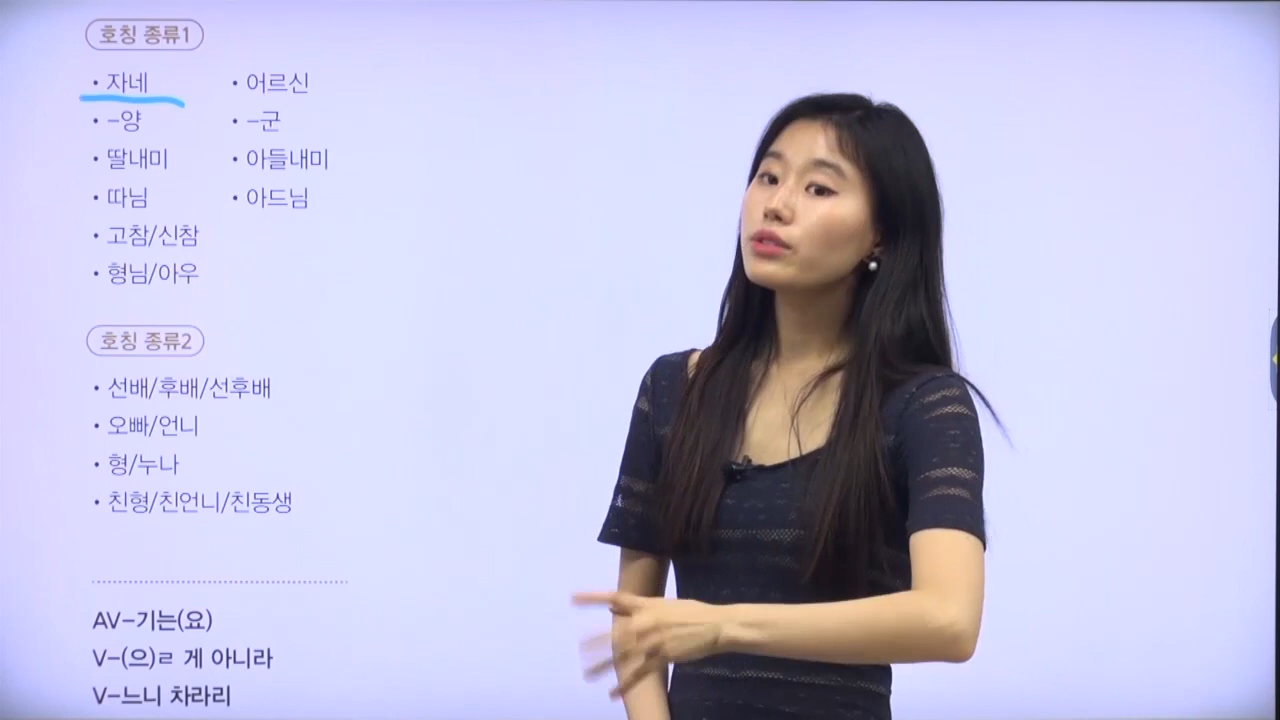 호칭 종류1
• 자네 • 어르신
• -양 • -군
• 딸내미 • 아들내미
• 따님 • 아드님
• 고참/신참
• 형님/아우
호칭 종류2
• 선배/후배/선후배
• 오빠/언니
• 형/누나
• 친형/친언니/친동생
AV-기는(요)
V-(으)ㄹ 게 아니라
V-느니 차라리